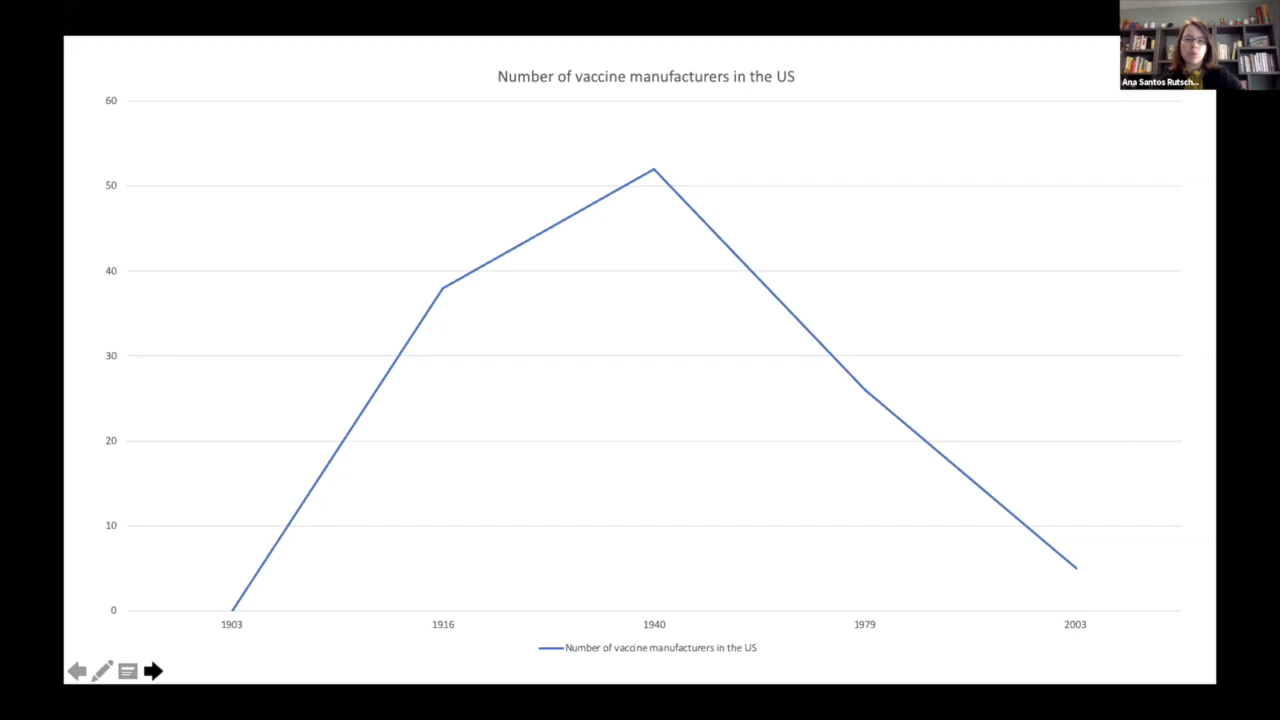 Number of vaccine manufacturers in the US
Ana Santos Rutsch...
60
50
40
30
20
10
0
1903 1916 1940 1979 2003
Number of vaccine manufacturers in the US